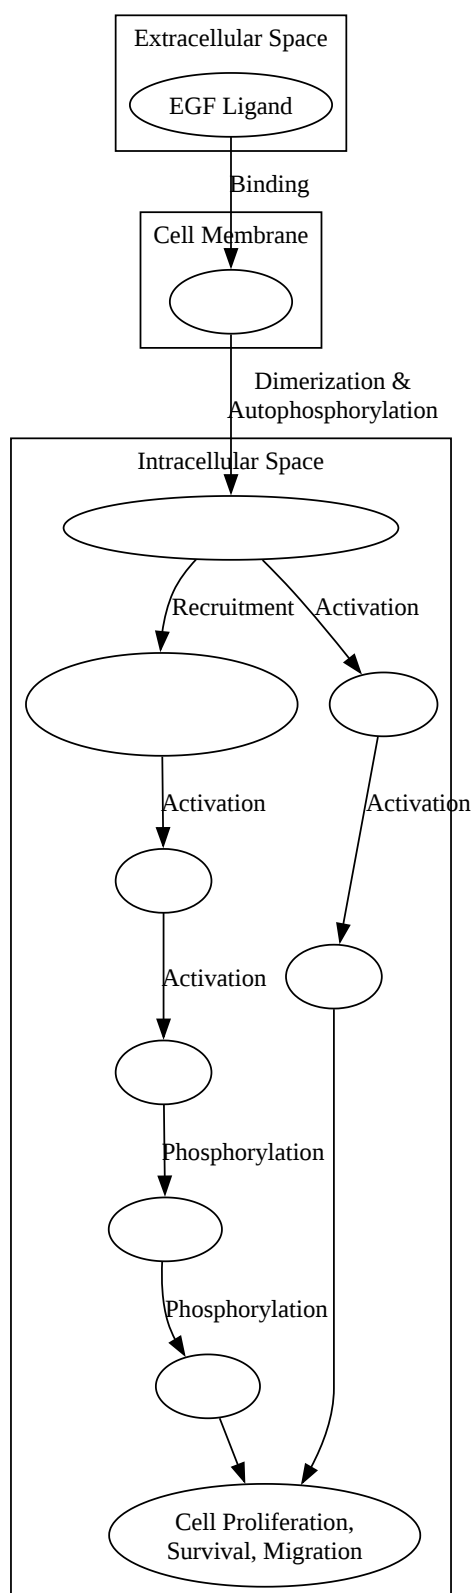 Extracellular Space
EGF Ligand
Binding
Cell Membrane
Dimerization &
Autophosphorylation
Intracellular Space
Recruitment
Activation
Activation
Activation
Activation
Phosphorylation
Phosphorylation
Cell Proliferation,
Survival, Migration